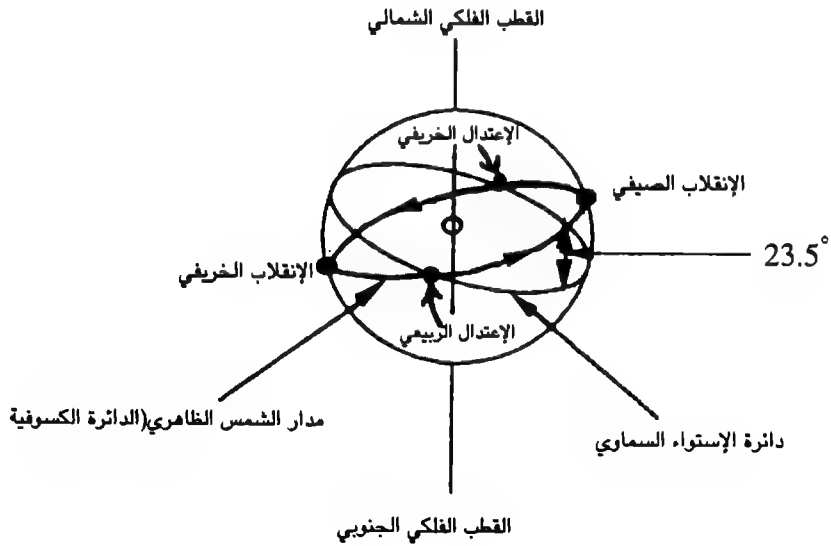 القطب الفلكي الشمالي
الإعتدال الخريفي
الإنقلاب الصيفي
23.5°
الإنقلاب الخريفي
الإعتدال الربيعي
مدار الشمس الظاهري(الدائرة الكسوفية
دائرة الإستواء السماوي
القطب الفلكي الجنوبي